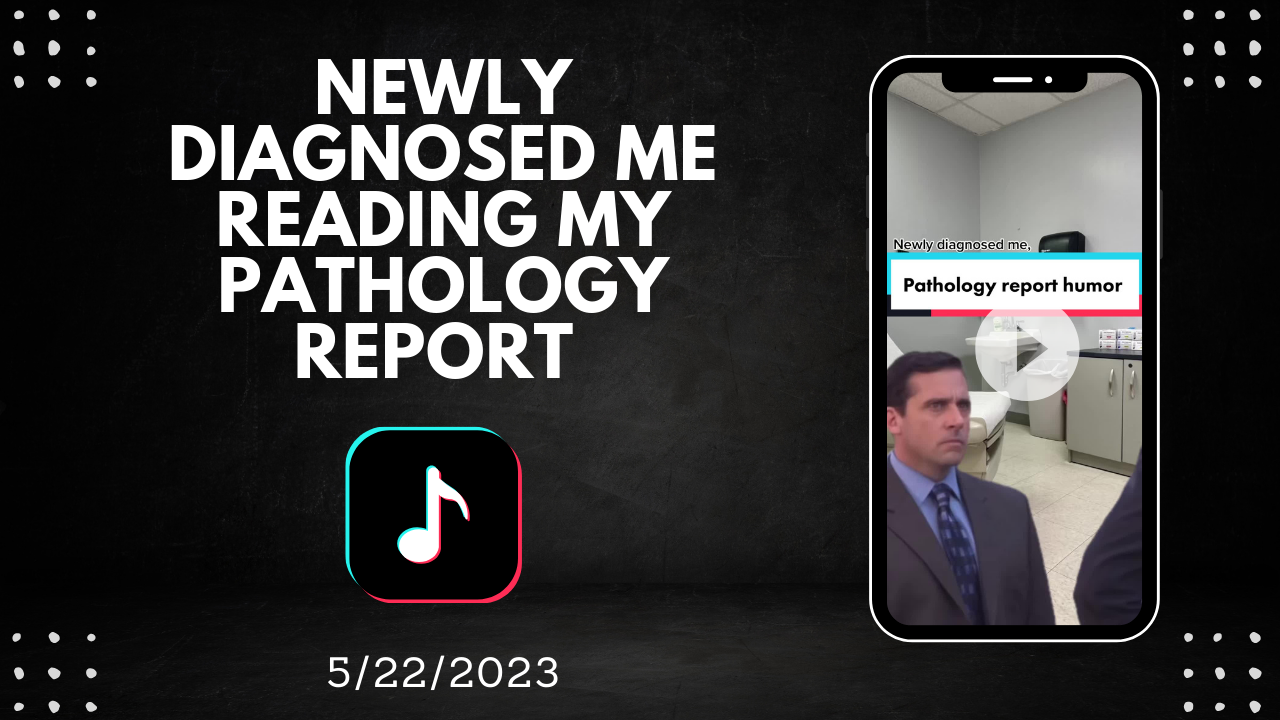 NEWLY
DIAGNOSED ME
READING MY
PATHOLOGY
REPORT
5/22/2023
Newly diagnosed me,
Pathology report humor